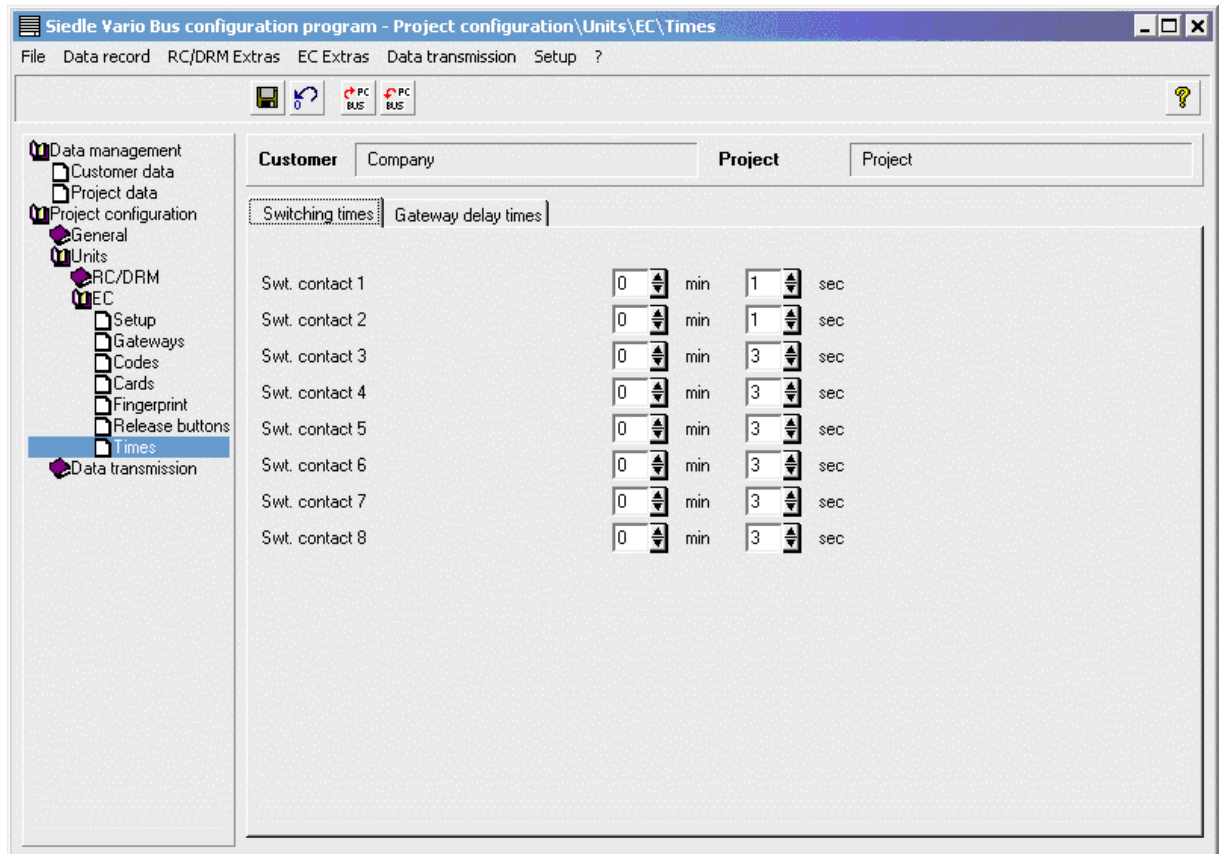 Siedle Vario Bus configuration program - Project configuration\Units\EC\Times
File Data record RC/DRM Extras EC Extras Data transmission Setup ?
0 PC BUS PC BUS ?
Data management
Customer data
Project data
Project configuration
General
Units
RC/DRM
EC
Setup
Gateways
Codes
Cards
Fingerprint
Release buttons
Times
Data transmission
Customer Company Project Project
Switching times Gateway delay times
Swt. contact 1 0 min 1 sec
Swt. contact 2 0 min 1 sec
Swt. contact 3 0 min 3 sec
Swt. contact 4 0 min 3 sec
Swt. contact 5 0 min 3 sec
Swt. contact 6 0 min 3 sec
Swt. contact 7 0 min 3 sec
Swt. contact 8 0 min 3 sec